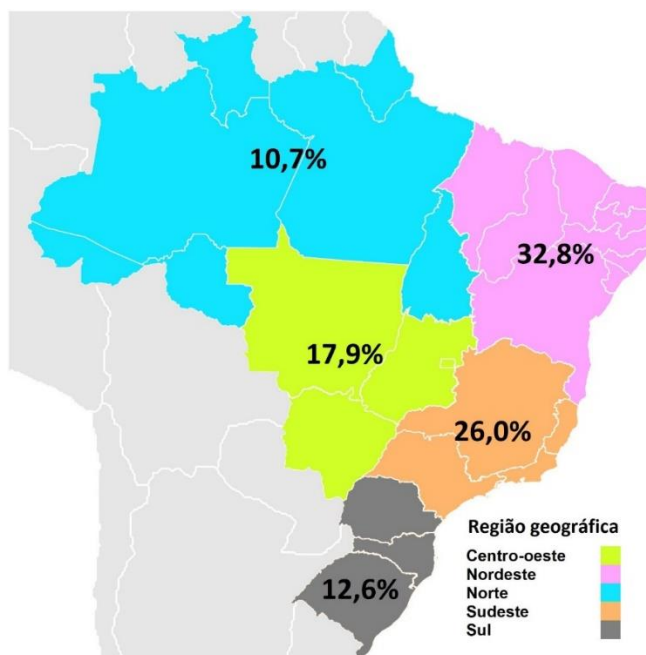 10,7%
32,8%
17,9%
26,0%
12,6%
Região geográfica
Centro-oeste
Nordeste
Norte
Sudeste
Sul